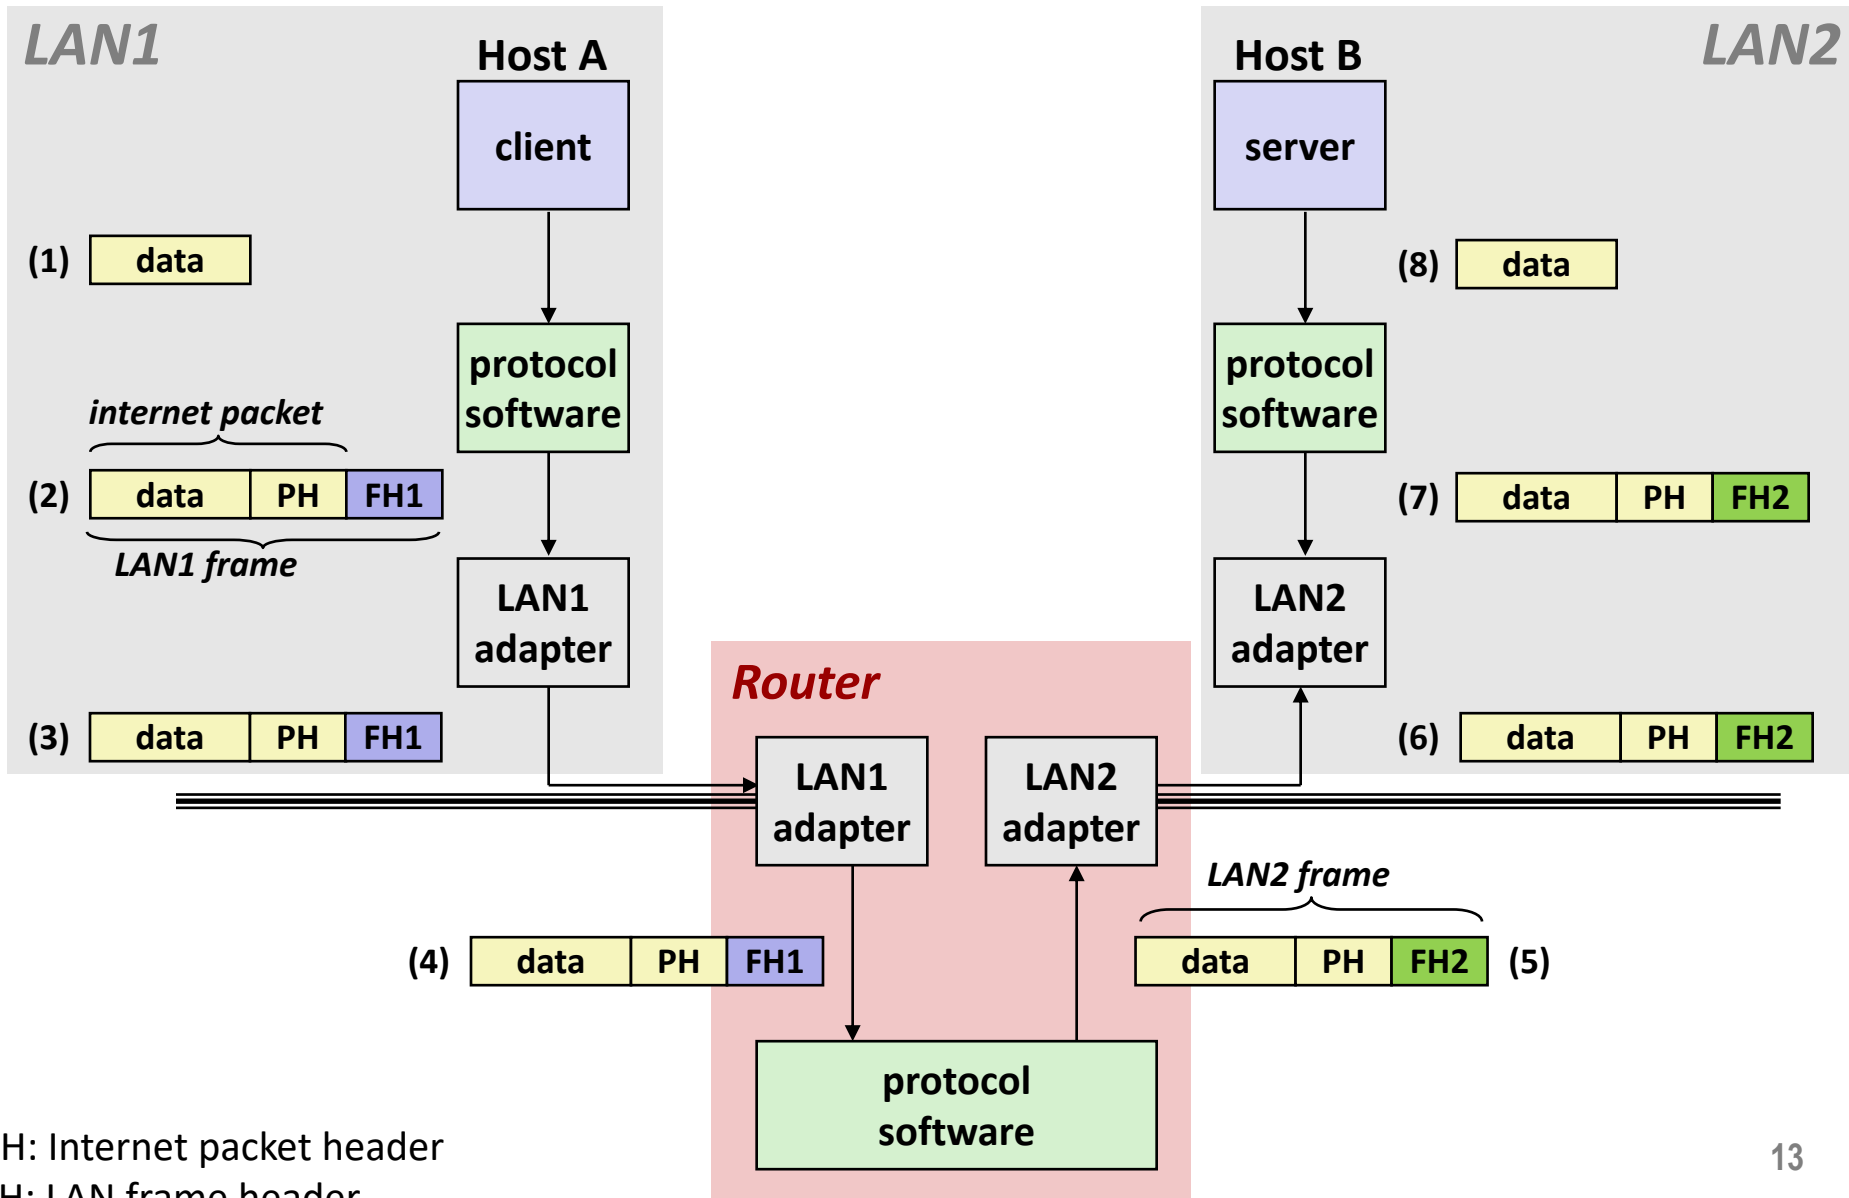 LAN1
Host A
client
(1) data
protocol
software
internet packet
(2) data PH FH1
LAN1 frame
LAN1
adapter
(3) data PH FH1
Host B
LAN2
server
(8) data
protocol
software
(7) data PH FH2
LAN2
adapter
(6) data PH FH2
Router
LAN1
adapter
LAN2
adapter
LAN2 frame
(4) data PH FH1
data PH FH2 (5)
protocol
software
H: Internet packet header
H: LAN frame header
13